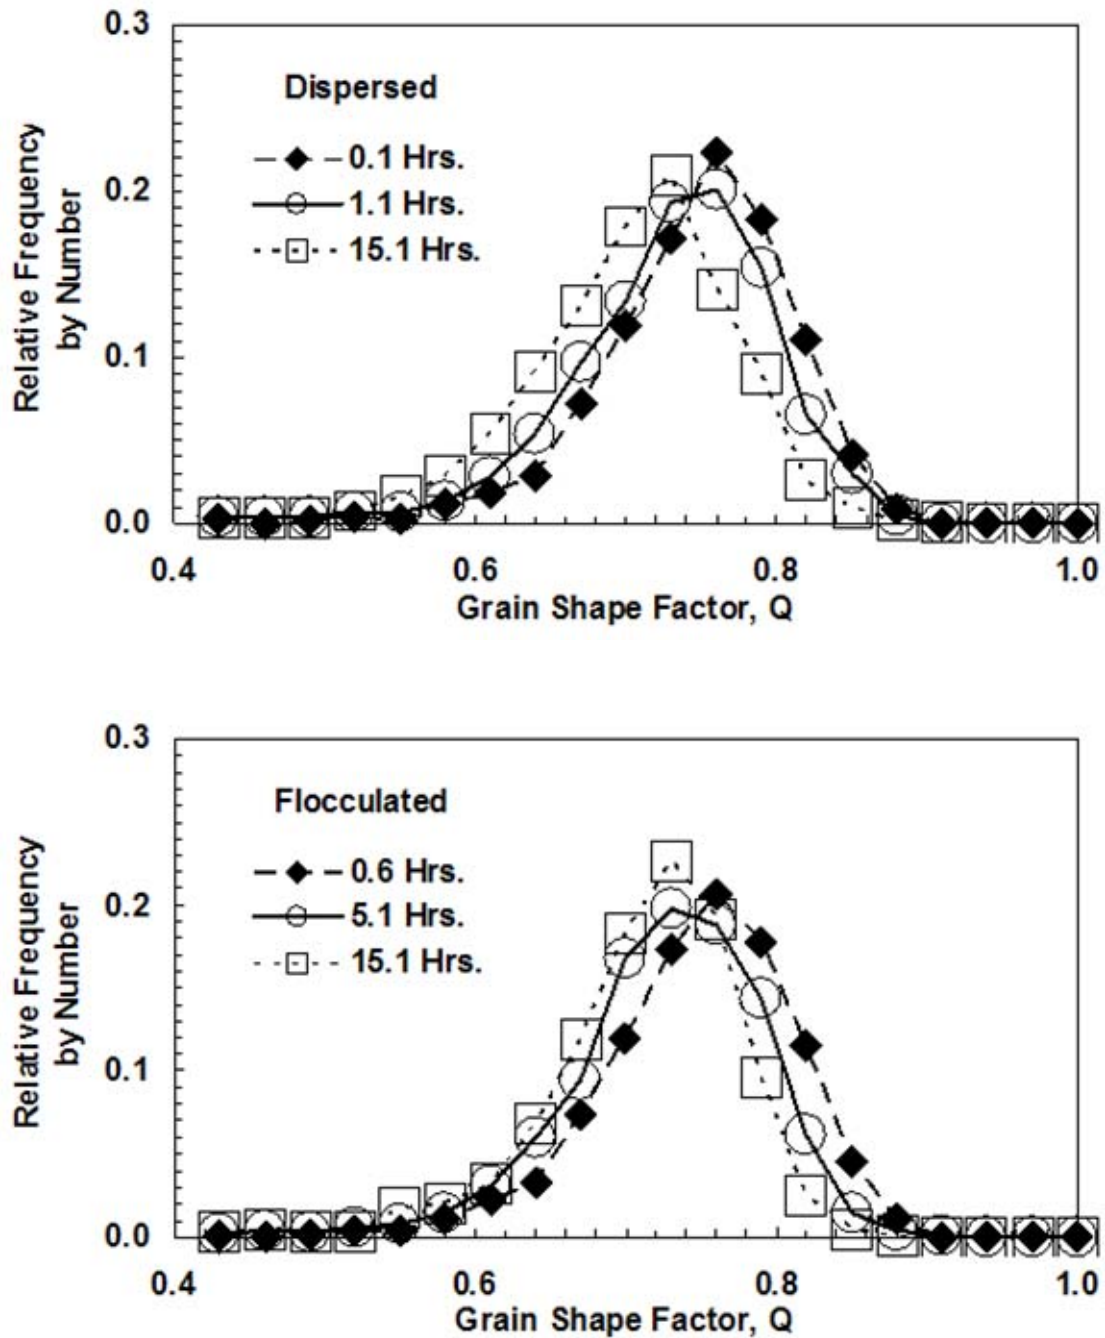 0.3
Dispersed
0.1 Hrs.
1.1 Hrs.
15.1 Hrs.
0.2
0.1
0.0
Relative Frequency
by Number
0.4
0.6
0.8
1.0
Grain Shape Factor, Q
0.3
Flocculated
0.6 Hrs.
5.1 Hrs.
15.1 Hrs.
0.2
0.1
0.0
Relative Frequency
by Number
0.4
0.6
0.8
1.0
Grain Shape Factor, Q